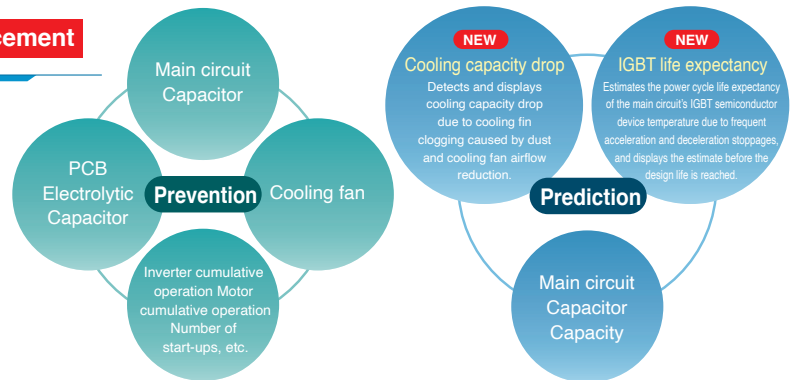 cement
Main circuit
Capacitor
PCB
Electrolytic
Capacitor
Prevention
Cooling fan
Inverter cumulative
operation Motor
cumulative operation
Number of
start-ups, etc.
NEW
Cooling capacity drop
Detects and displays
cooling capacity drop
due to cooling fin
clogging caused by dust
and cooling fan airflow
reduction.
NEW
IGBT life expectancy
Estimates the power cycle life expectancy
of the main circuit's IGBT semiconductor
device temperature due to frequent
acceleration and deceleration stoppages,
and displays the estimate before the
design life is reached.
Prediction
Main circuit
Capacitor
Capacity